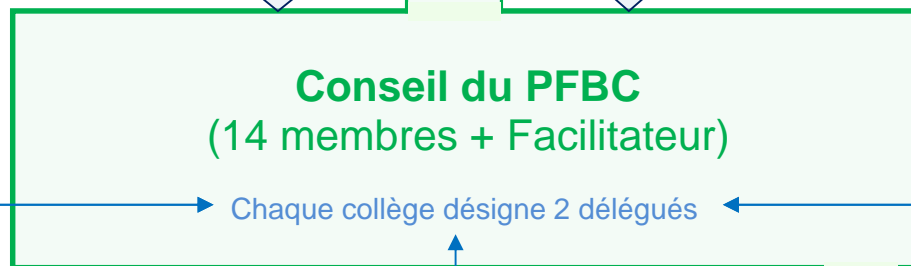 Conseil du PFBC
(14 membres + Facilitateur)
Chaque collège désigne 2 délégués